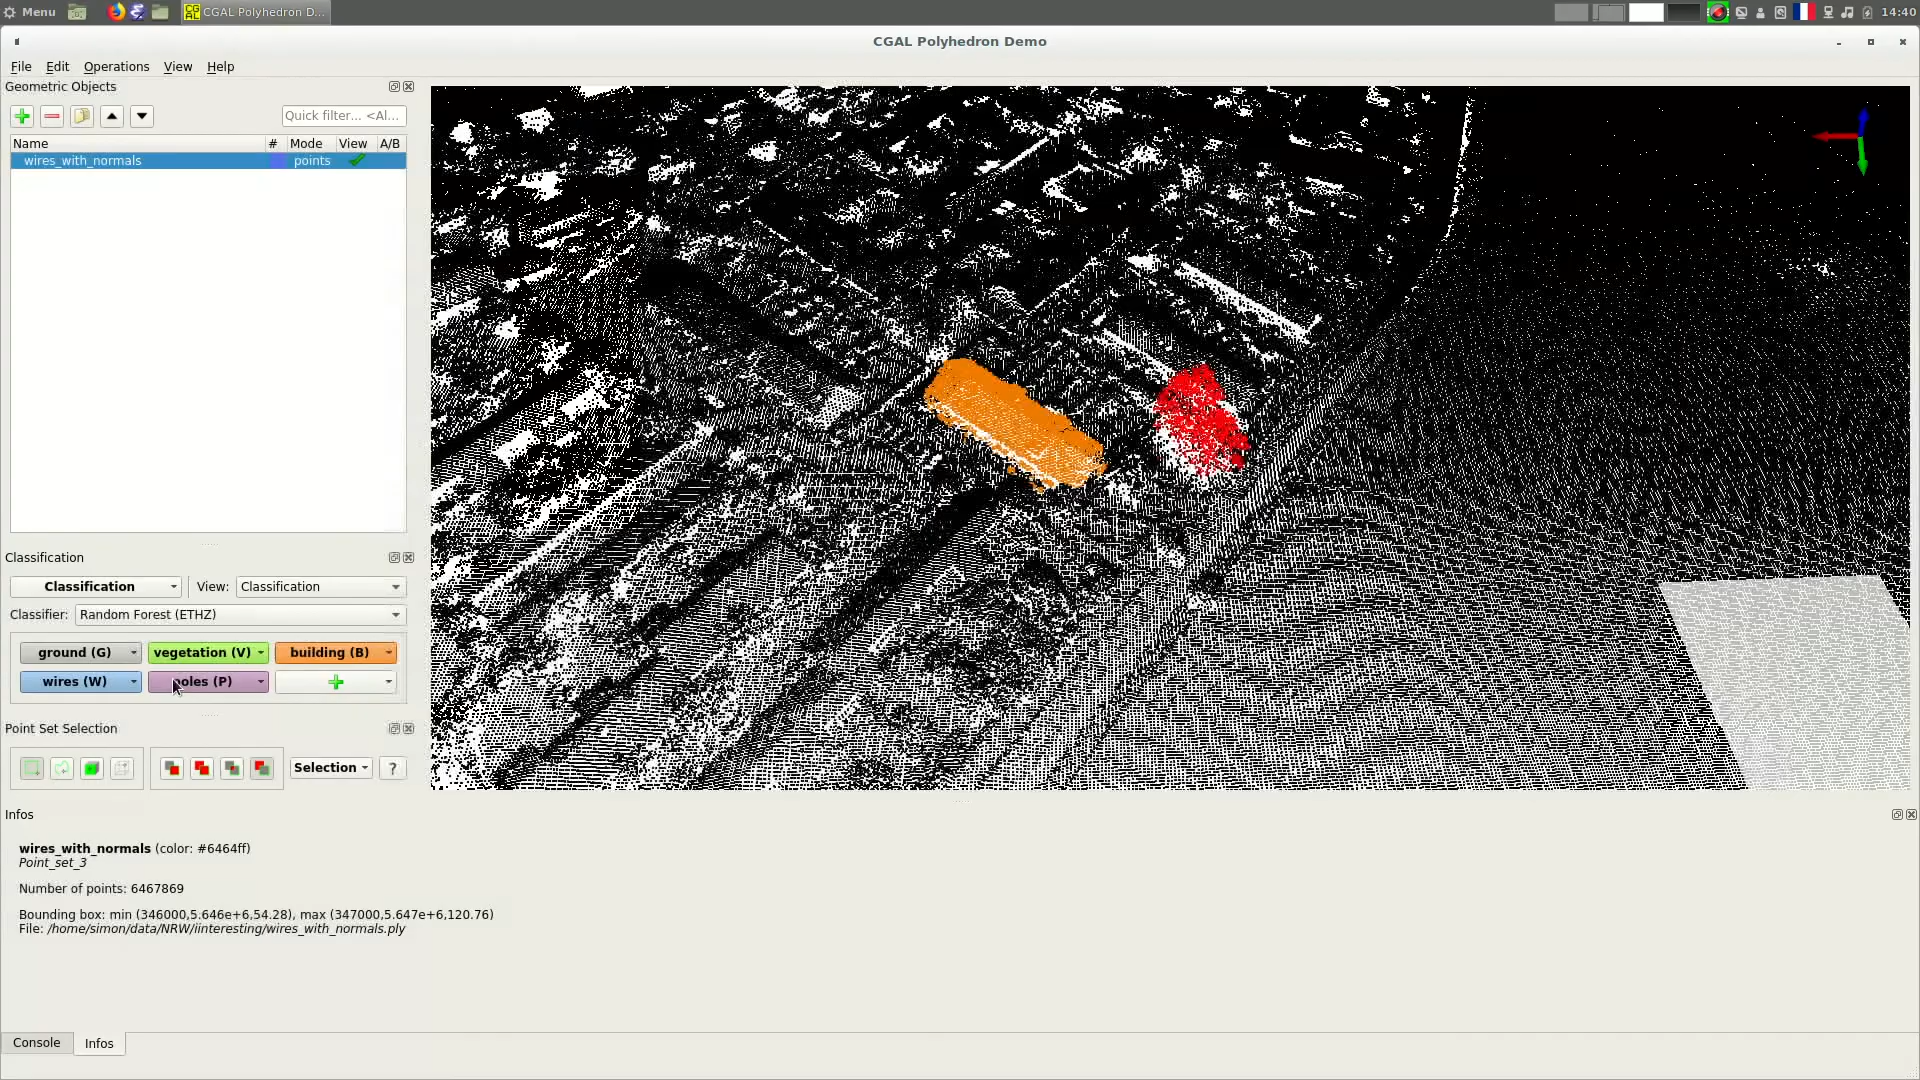 Menu
CGAL Polyhedron D...
14:40
CGAL Polyhedron Demo
File Edit Operations View Help
Geometric Objects
Quick filter... <Al...
Name # Mode View A/B
wires_with_normals points
Classification
Classification View: Classification
Classifier: Random Forest (ETHZ)
ground (G) vegetation (V) building (B)
wires (W) poles (P)
Point Set Selection
Selection ?
Infos
wires_with_normals (color: #6464ff)
Point_set_3
Number of points: 6467869
Bounding box: min (346000,5.646e+6,54.28), max (347000,5.647e+6,120.76)
File: /home/simon/data/NRW/iinteresting/wires_with_normals.ply
Console Infos